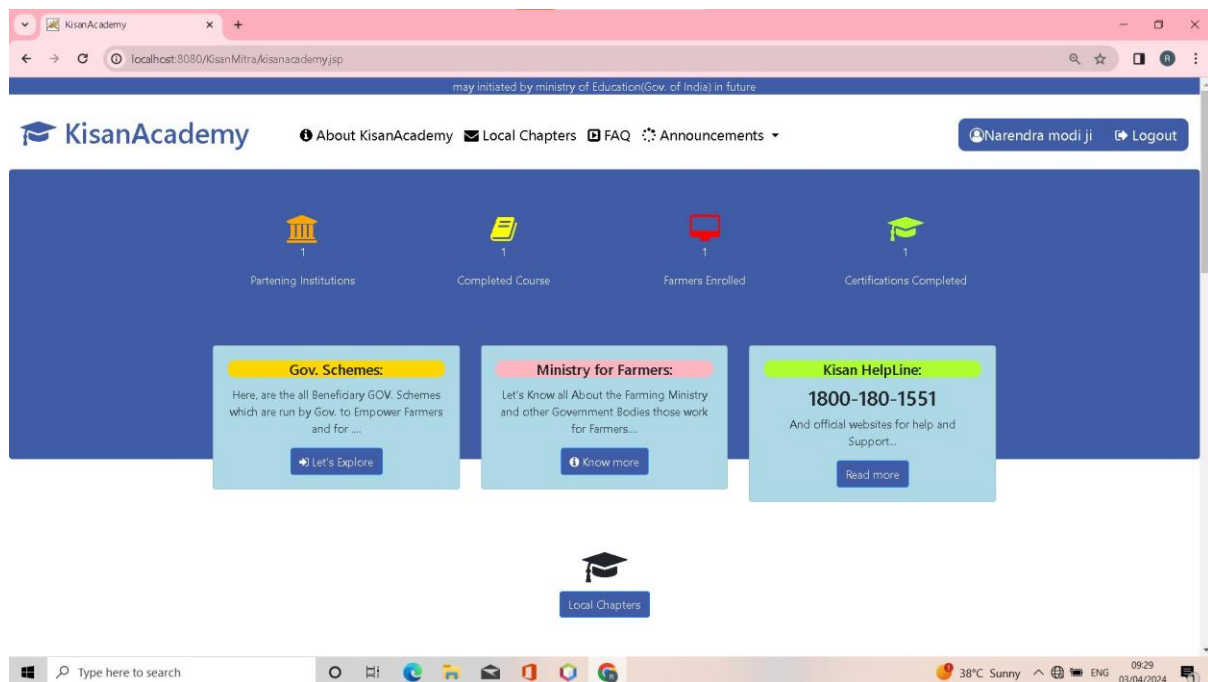 KisanAcademy
localhost:8080/KisanMitra/kisanacademy.jsp
R
may initiated by ministry of Education(Gov. of India) in future
KisanAcademy
About KisanAcademy Local Chapters FAQ Announcements
Narendra modi ji Logout
1 1 1 1
Partening Institutions Completed Course Farmers Enrolled Certifications Completed
Gov. Schemes:
Here, are the all Beneficiary GOV. Schemes
which are run by Gov. to Empower Farmers
and for ....
Let's Explore
Ministry for Farmers:
Let's Know all About the Farming Ministry
and other Government Bodies those work
for Farmers...
Know more
Kisan HelpLine:
1800-180-1551
And official websites for help and
Support...
Read more
Local Chapters
Type here to search
38°C Sunny
ENG
09:29
03/04/2024
1